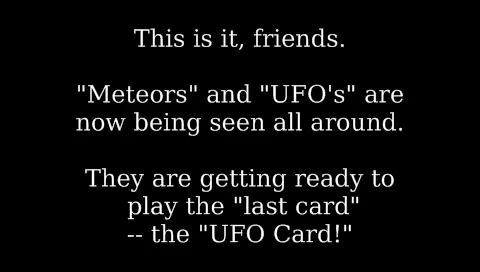 This is it, friends.
"Meteors" and "UFO's" are
now being seen all around.
They are getting ready to
play the "last card"
-- the "UFO Card!"